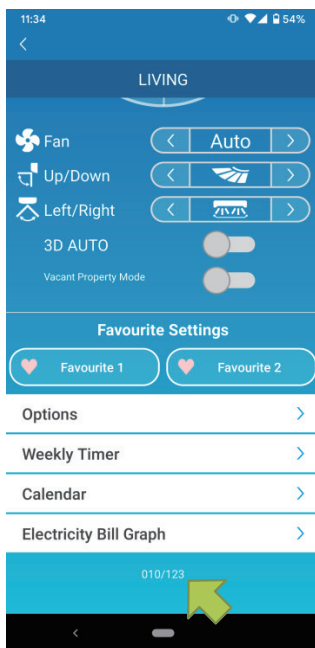 11:34
54%
LIVING
Fan
Auto
Up/Down
Left/Right
3D AUTO
Vacant Property Mode
Favourite Settings
Favourite 1
Favourite 2
Options
Weekly Timer
Calendar
Electricity Bill Graph
010/123